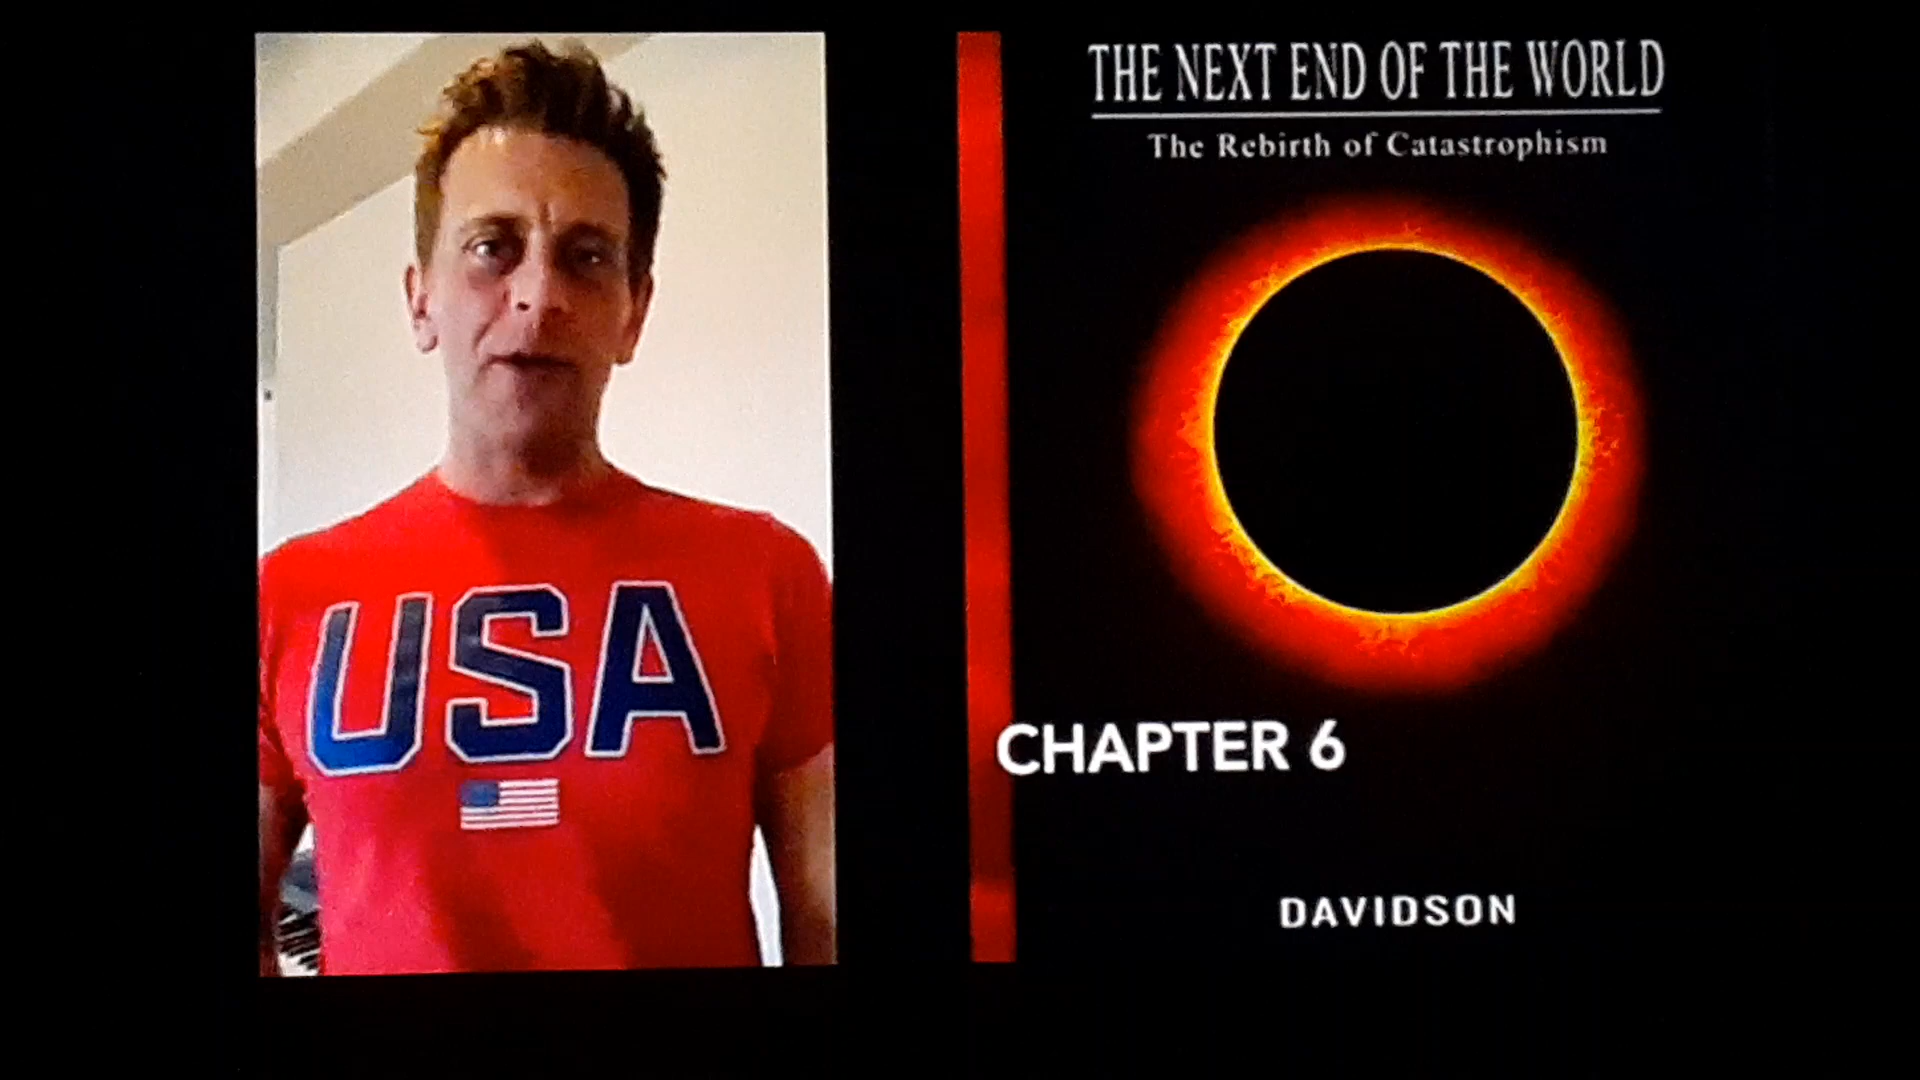 USA
THE NEXT END OF THE WORLD
The Rebirth of Catastrophism
CHAPTER 6
DAVIDSON